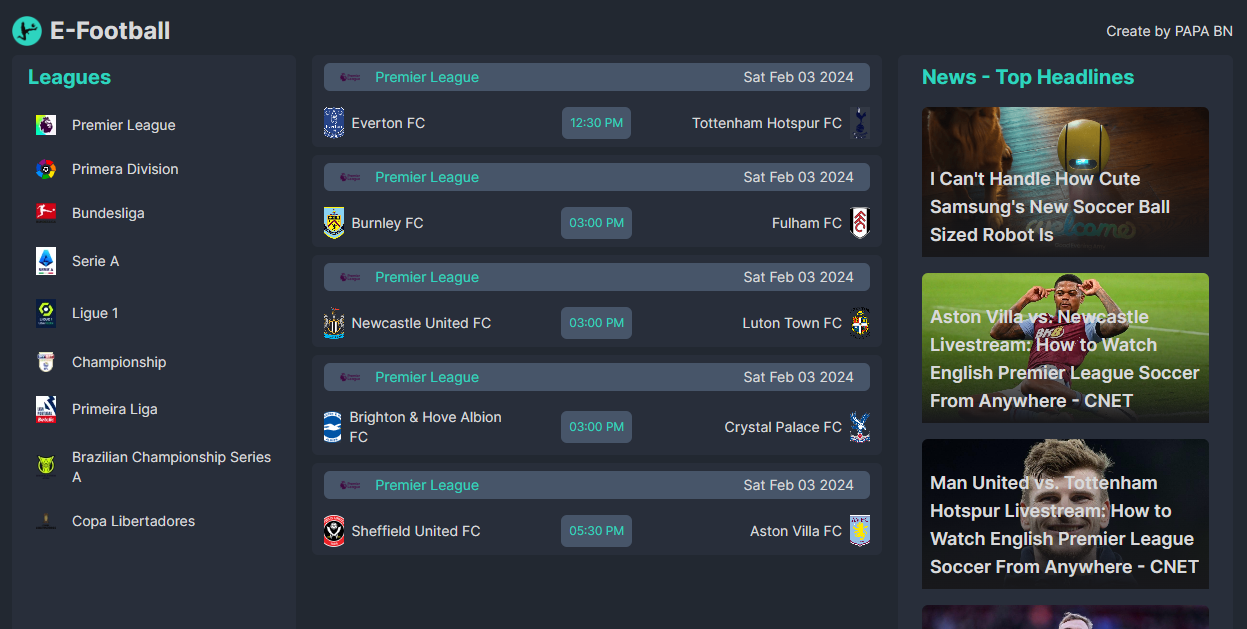 E-Football
Create by PAPA BN
Leagues
Premier League
Primera Division
Bundesliga
Serie A
Ligue 1
Championship
Primeira Liga
Brazilian Championship Series
A
Copa Libertadores
Premier League
Sat Feb 03 2024
Everton FC
12:30 PM
Tottenham Hotspur FC
Premier League
Sat Feb 03 2024
Burnley FC
03:00 PM
Fulham FC
Premier League
Sat Feb 03 2024
Newcastle United FC
03:00 PM
Luton Town FC
Premier League
Sat Feb 03 2024
Brighton & Hove Albion
FC
03:00 PM
Crystal Palace FC
Premier League
Sat Feb 03 2024
Sheffield United FC
05:30 PM
Aston Villa FC
News - Top Headlines
I Can't Handle How Cute
Samsung's New Soccer Ball
Sized Robot Is
Aston Villa vs. Newcastle
Livestream: How to Watch
English Premier League Soccer
From Anywhere - CNET
Man United vs. Tottenham
Hotspur Livestream: How to
Watch English Premier League
Soccer From Anywhere - CNET